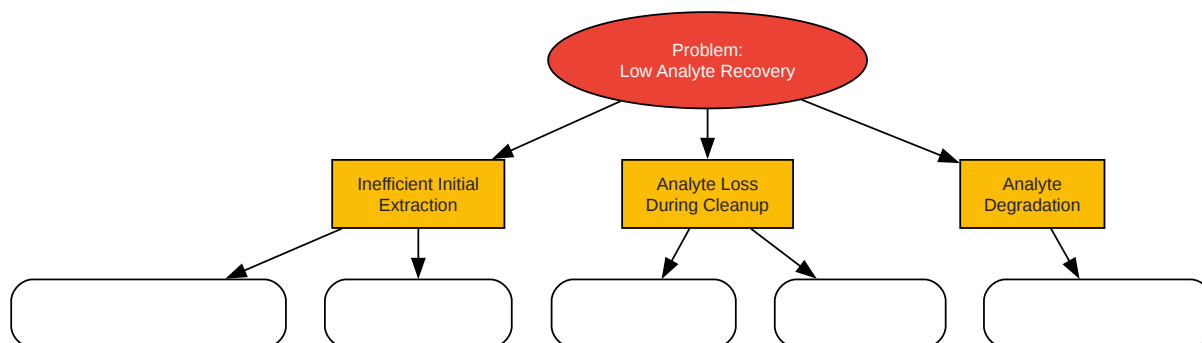 Problem:
Low Analyte Recovery
Inefficient Initial
Extraction
Analyte Loss
During Cleanup
Analyte
Degradation